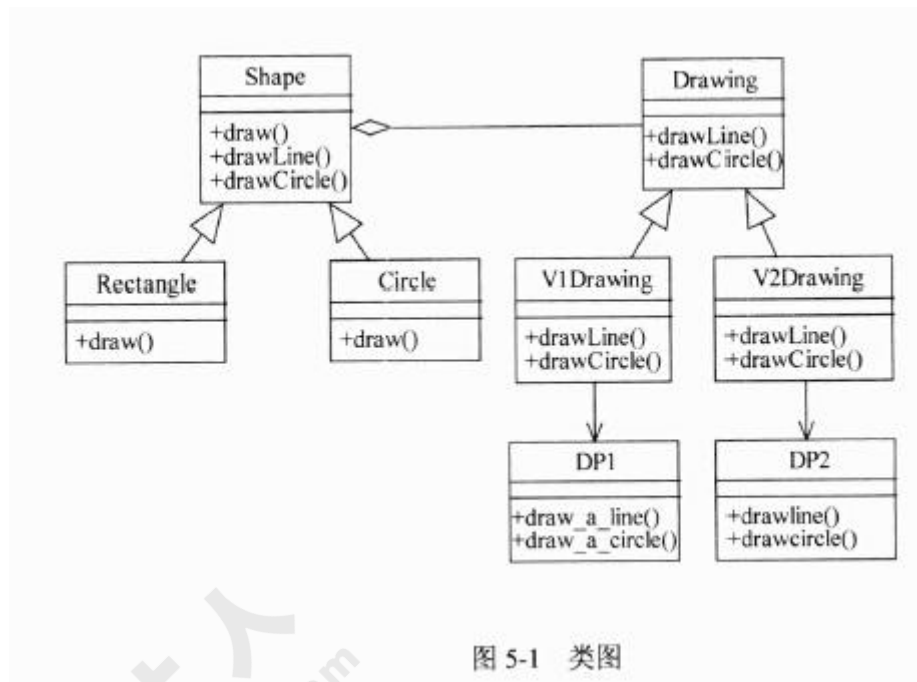 Shape
+draw()
+drawLine()
+drawCircle()
Drawing
+drawLine()
+drawCircle()
Rectangle
+draw()
Circle
+draw()
V1Drawing
+drawLine()
+drawCircle()
V2Drawing
+drawLine()
+drawCircle()
DP1
+draw_a_line()
+draw_a_circle()
DP2
+drawline()
+drawcircle()
图 5-1 类图